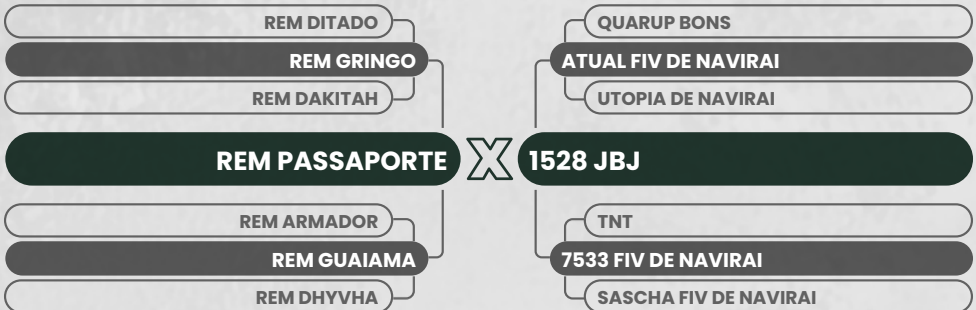 REM DITADO
REM GRINGO
REM DAKITAH
REM PASSAPORTE
REM ARMADOR
REM GUAIAMA
REM DHYVHA
X
QUARUP BONS
ATUAL FIV DE NAVIRAI
UTOPIA DE NAVIRAI
1528 JBJ
TNT
7533 FIV DE NAVIRAI
SASCHA FIV DE NAVIRAI